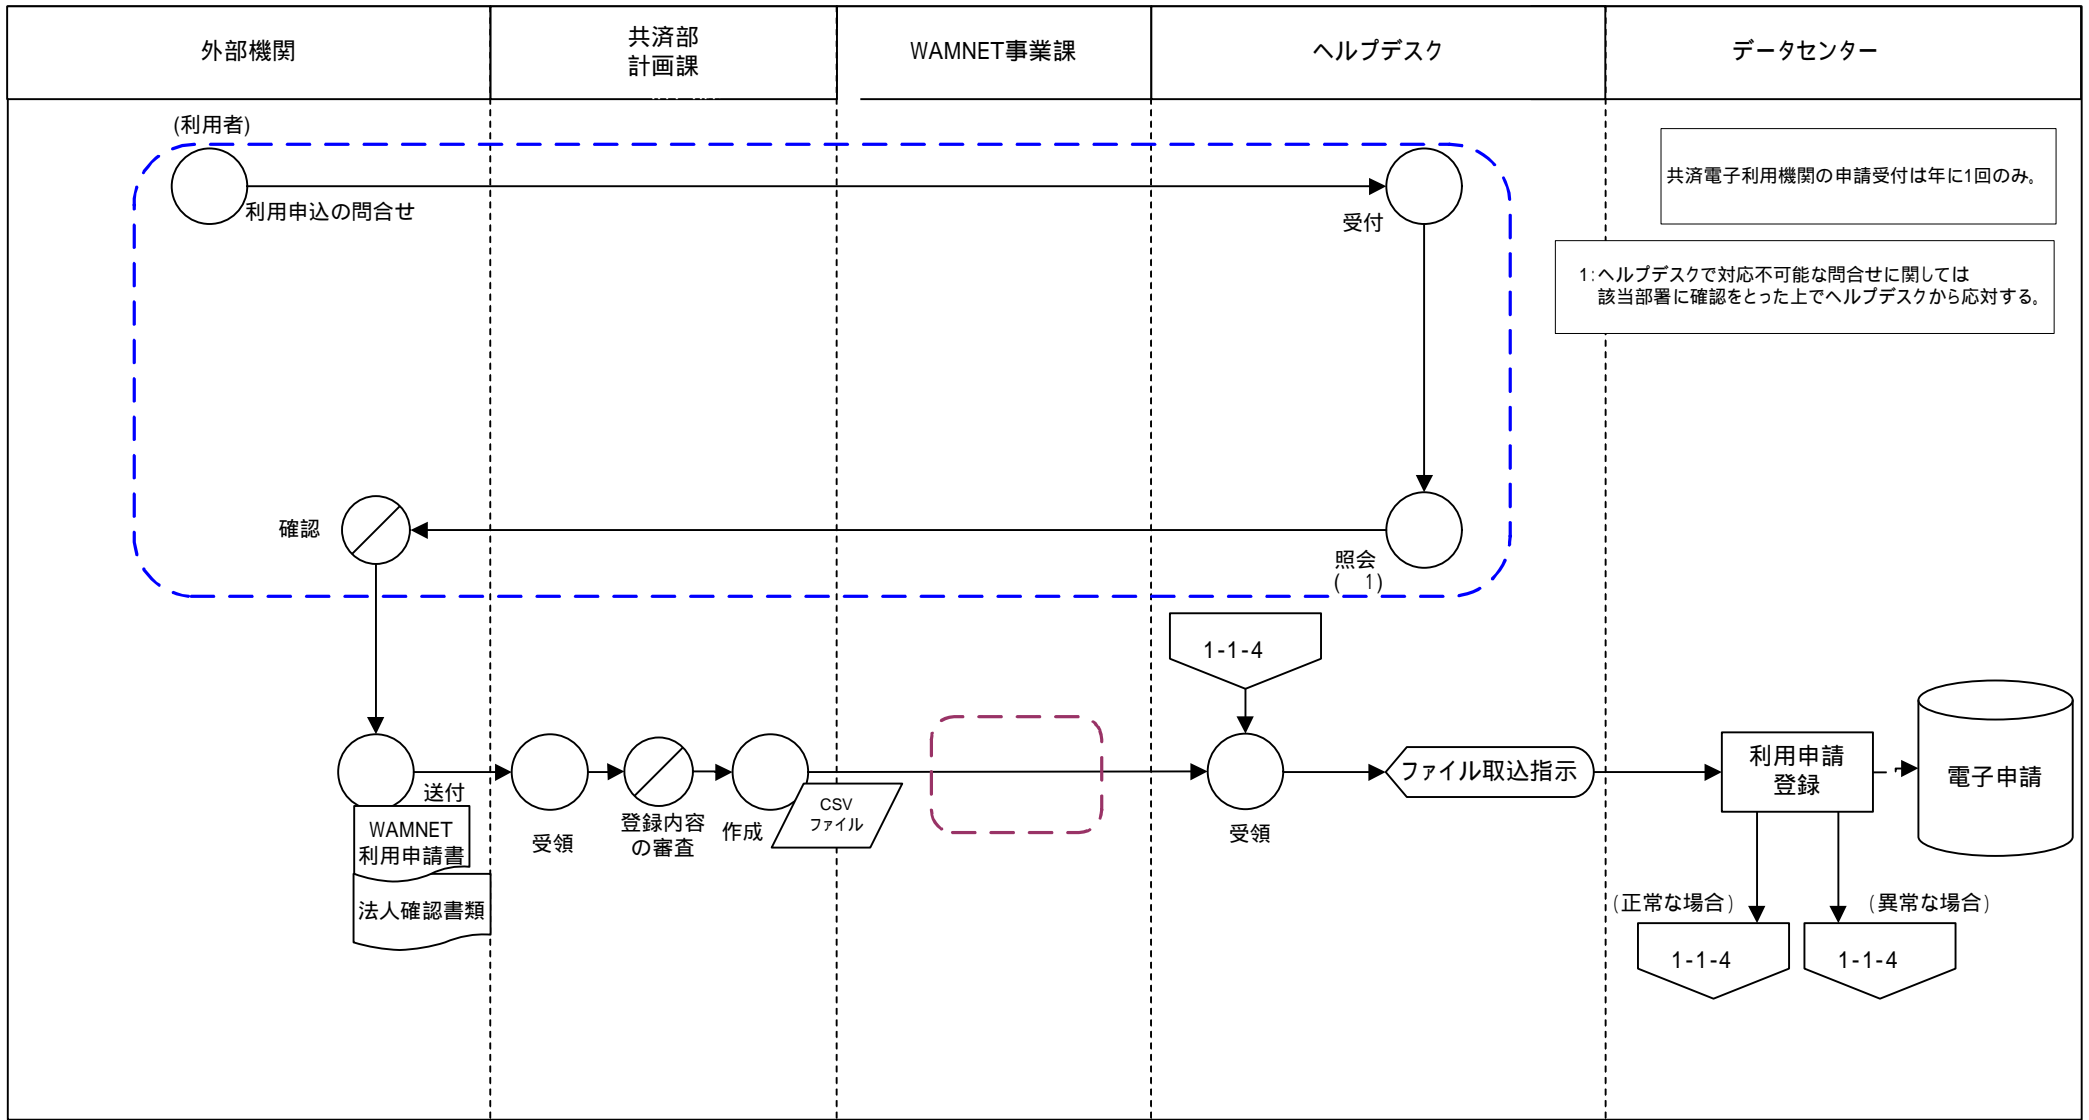 外部機関
共済部
計画課
WAMNET事業課
ヘルプデスク
データセンター
(利用者)
利用申込の問合せ
受付
共済電子利用機関の申請受付は年に1回のみ。
1:ヘルプデスクで対応不可能な問合せに関しては
該当部署に確認をとった上でヘルプデスクから応対する。
確認
照会
(　1)
1-1-4
送付
WAMNET
利用申請書
法人確認書類
受領
登録内容
の審査
作成
CSV
ファイル
受領
ファイル取込指示
利用申請
登録
電子申請
(正常な場合)
(異常な場合)
1-1-4
1-1-4